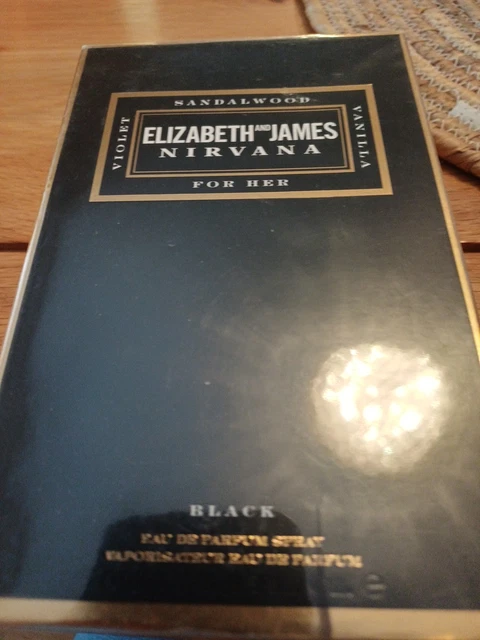 SANDALWOOD
VIOLET
ELIZABETH AND JAMES
VANILLA
NIRVANA
FOR HER
BLACK
EAU DE PARFUM SPRAY
VAPORISATEUR EAU DE PARFUM